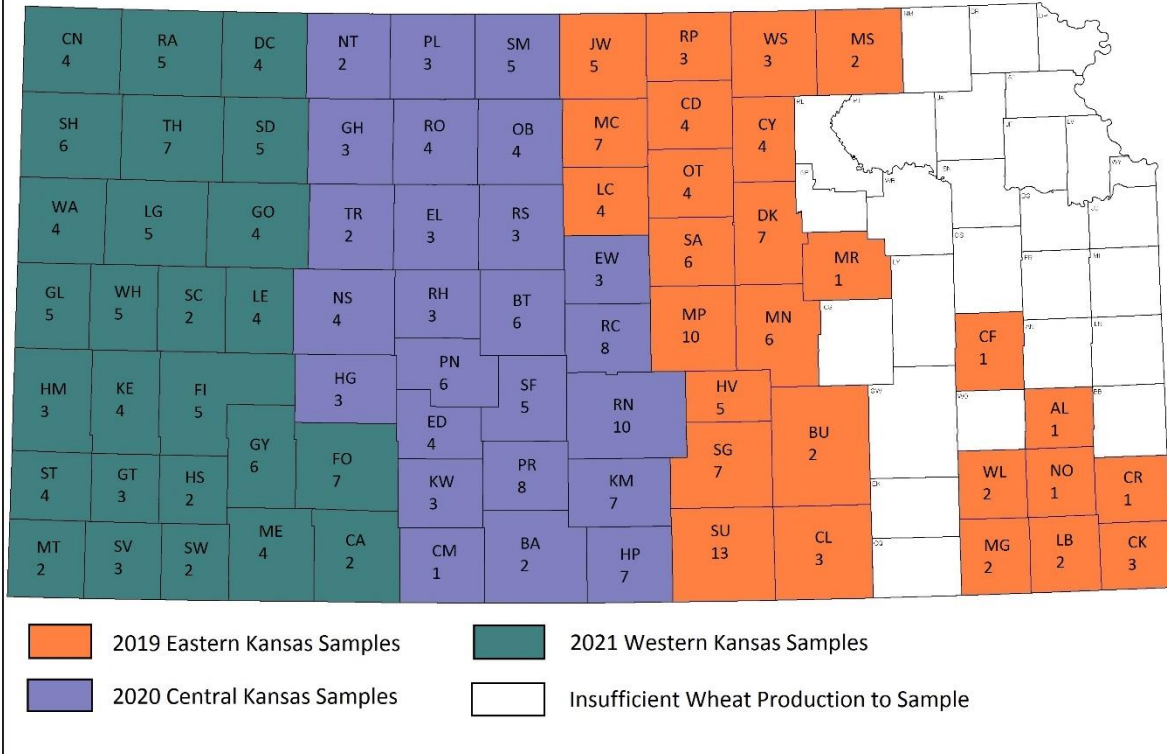 CN
4
RA
5
DC
4
NT
2
PL
3
SM
5
JW
5
RP
3
WS
3
MS
2
SH
6
TH
7
SD
5
GH
3
RO
4
OB
4
MC
7
CD
4
CY
4
WA
4
LG
5
GO
4
TR
2
EL
3
RS
3
LC
4
OT
4
DK
7
EW
3
SA
6
MR
1
GL
5
WH
5
SC
2
LE
4
NS
4
RH
3
BT
6
RC
8
MP
10
MN
6
CF
1
HM
3
KE
4
FI
5
HG
3
PN
6
SF
5
RN
10
HV
5
BU
2
AL
1
GY
6
FO
7
ED
4
SG
7
ST
4
GT
3
HS
2
KW
3
PR
8
KM
7
WL
2
NO
1
CR
1
MT
2
SV
3
SW
2
ME
4
CA
2
CM
1
BA
2
HP
7
SU
13
CL
3
MG
2
LB
2
CK
3
2019 Eastern Kansas Samples
2021 Western Kansas Samples
2020 Central Kansas Samples
Insufficient Wheat Production to Sample